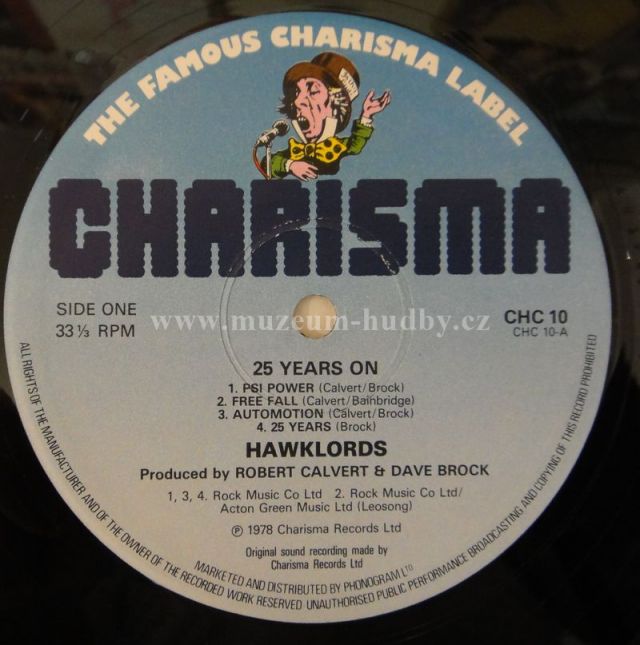 THE FAMOUS CHARISMA LABEL
CHARISMA
SIDE ONE
33⅓ RPM
CHC 10
CHC 10-A
www.muzeum-hudby.cz
25 YEARS ON
1. PSI POWER (Calvert/Brock)
2. FREE FALL (Calvert/Bainbridge)
3. AUTOMOTION (Calvert/Brock)
4. 25 YEARS (Brock)
HAWKLORDS
Produced by ROBERT CALVERT & DAVE BROCK
1, 3, 4. Rock Music Co Ltd 2. Rock Music Co Ltd/
Acton Green Music Ltd (Leosong)
℗ 1978 Charisma Records Ltd
Original sound recording made by
Charisma Records Ltd
MARKETED AND DISTRIBUTED BY PHONOGRAM LTD
ALL RIGHTS OF THE MANUFACTURER AND OF THE OWNER OF THE RECORDED WORK RESERVED UNAUTHORISED PUBLIC PERFORMANCE BROADCASTING AND COPYING OF THIS RECORD PROHIBITED